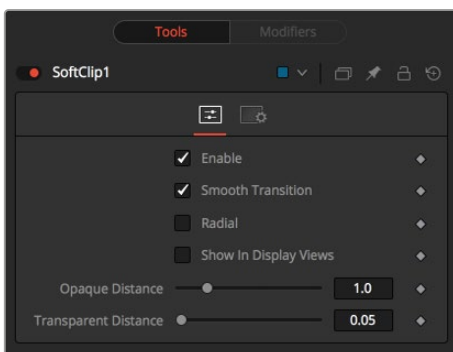 Tools Modifiers
SoftClip1
Enable
Smooth Transition
Radial
Show In Display Views
Opaque Distance 1.0
Transparent Distance 0.05